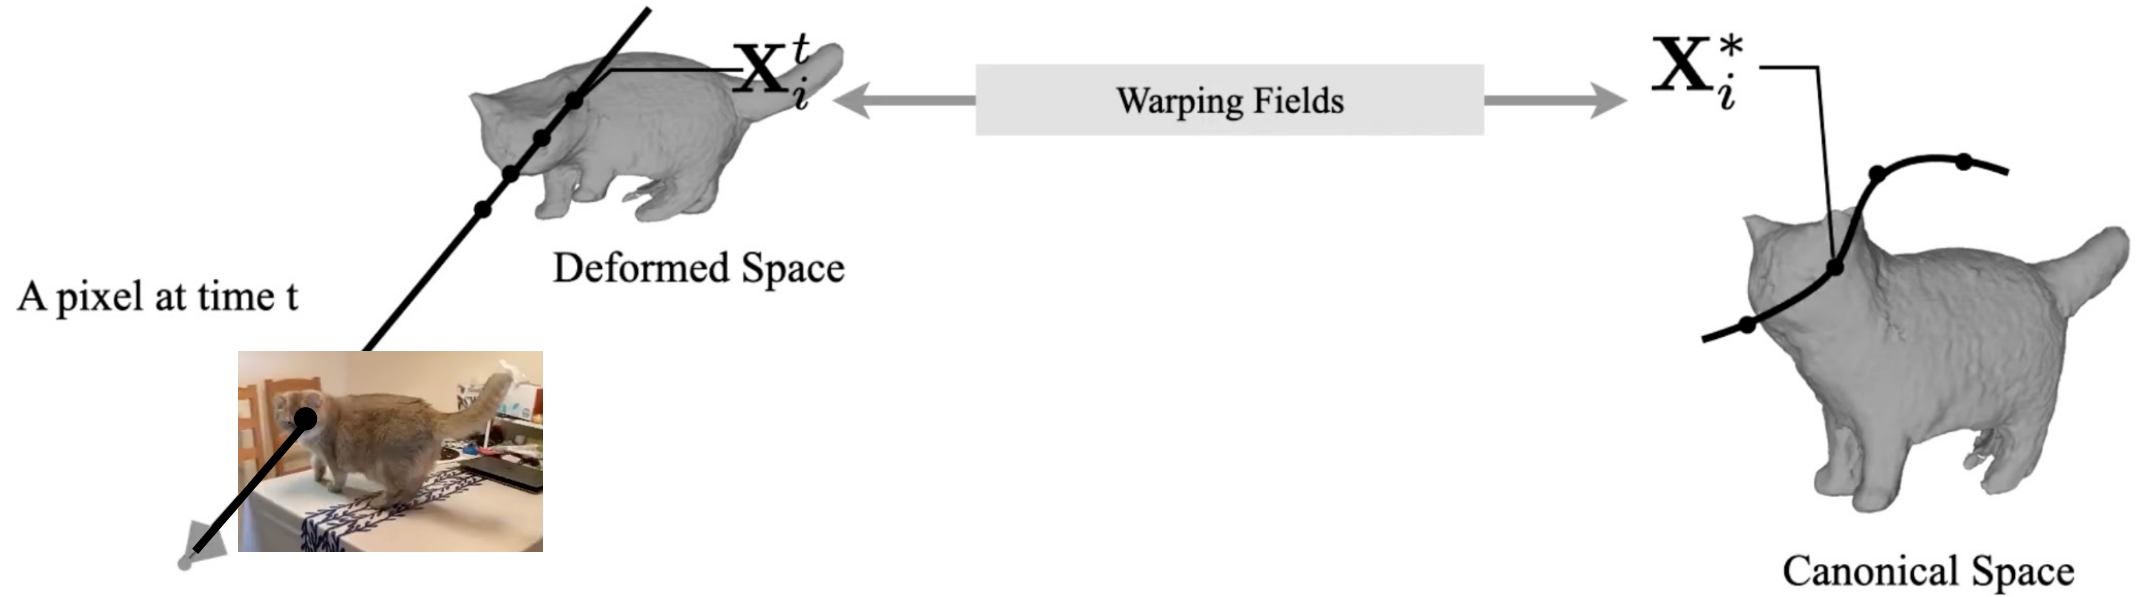 X_i^t
Warping Fields
X_i^*
Deformed Space
A pixel at time t
Canonical Space